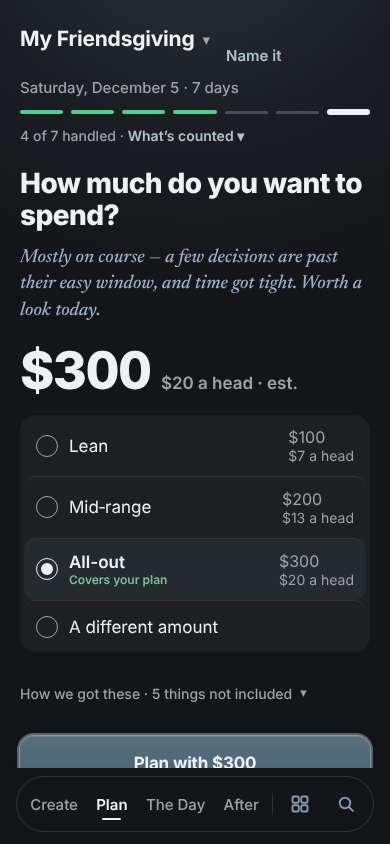 My Friendsgiving ▾
Name it
Saturday, December 5 · 7 days
4 of 7 handled · What's counted ▾
How much do you want to
spend?
Mostly on course — a few decisions are past
their easy window, and time got tight. Worth a
look today.
$300 $20 a head · est.
Lean
$100
$7 a head
Mid-range
$200
$13 a head
All-out
Covers your plan
$300
$20 a head
A different amount
How we got these · 5 things not included ▾
Plan with $300
Create Plan The Day After